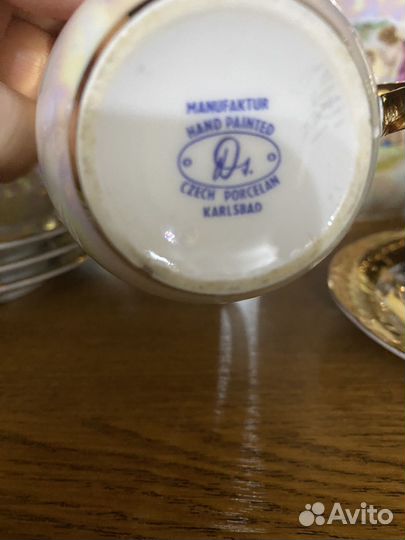 MANUFAKTUR
HAND PAINTED
Ds.
CZECH PORCELAN
KARLSBAD
Avito